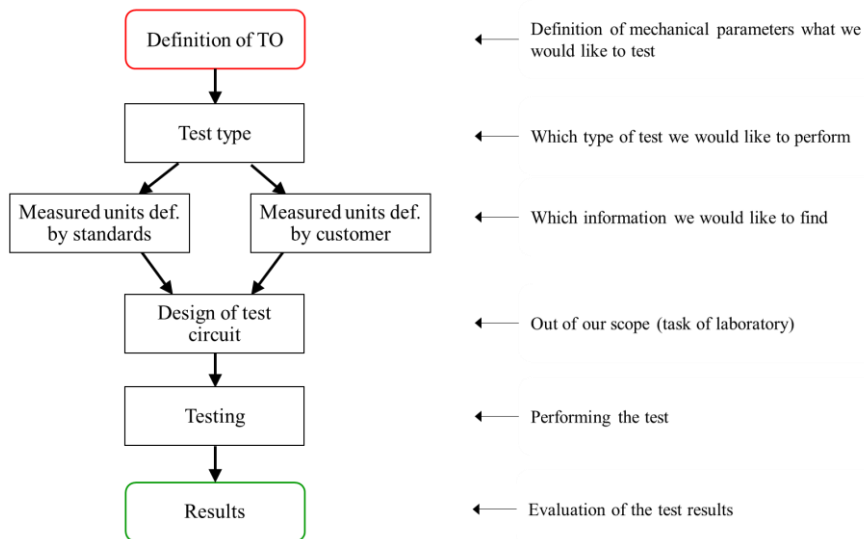 Definition of TO
Definition of mechanical parameters what we
would like to test
Test type
Which type of test we would like to perform
Measured units def.
by standards
Measured units def.
by customer
Which information we would like to find
Design of test
circuit
Out of our scope (task of laboratory)
Testing
Performing the test
Results
Evaluation of the test results